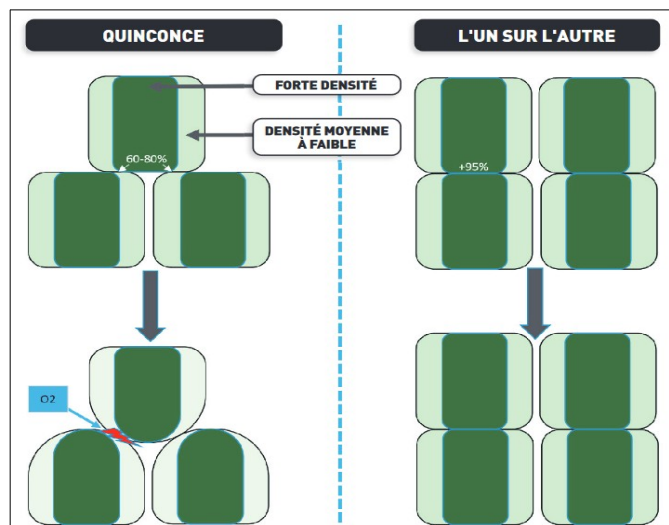 QUINCONCE
L'UN SUR L'AUTRE
FORTE DENSITÉ
DENSITÉ MOYENNE
À FAIBLE
60-80%
+95%
O2